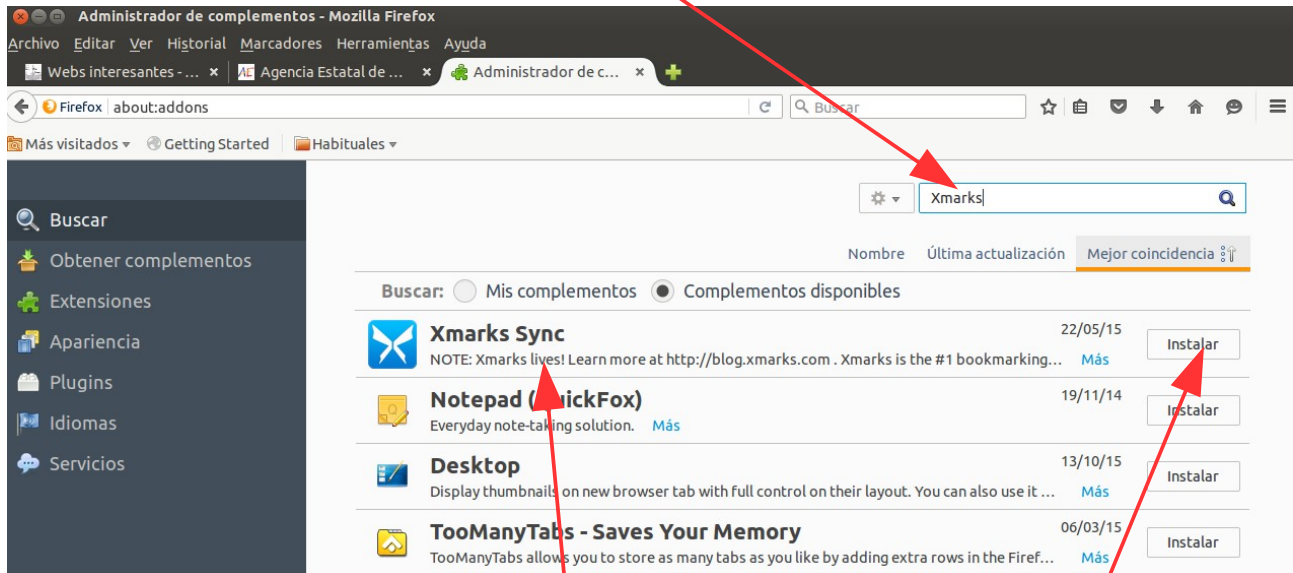 Administrador de complementos - Mozilla Firefox
Archivo Editar Ver Historial Marcadores Herramientas Ayuda
Webs interesantes - ... × AE Agencia Estatal de ... × Administrador de c... ×
Firefox about:addons Buscar
Más visitados Getting Started Habituales
Xmarks
Buscar
Obtener complementos
Extensiones
Apariencia
Plugins
Idiomas
Servicios
Nombre Última actualización Mejor coincidencia
Buscar: Mis complementos Complementos disponibles
Xmarks Sync 22/05/15 Instalar
NOTE: Xmarks lives! Learn more at http://blog.xmarks.com . Xmarks is the #1 bookmarking... Más
Notepad (QuickFox) 19/11/14 Instalar
Everyday note-taking solution. Más
Desktop 13/10/15 Instalar
Display thumbnails on new browser tab with full control on their layout. You can also use it ... Más
TooManyTabs - Saves Your Memory 06/03/15 Instalar
TooManyTabs allows you to store as many tabs as you like by adding extra rows in the Firef... Más